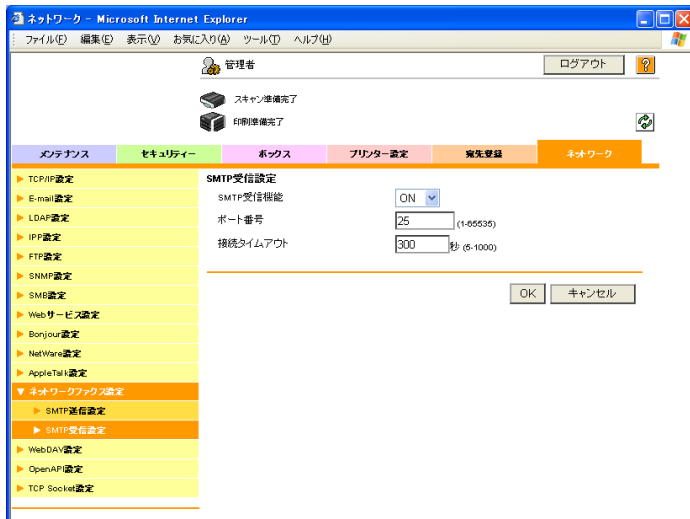 ネットワーク - Microsoft Internet Explorer
ファイル(F) 編集(E) 表示(V) お気に入り(A) ツール(T) ヘルプ(H)
管理者
ログアウト
?
スキャン準備完了
印刷準備完了
メンテナンス セキュリティー ボックス プリンター設定 宛先登録 ネットワーク
TCP/IP設定
E-mail設定
LDAP設定
IPP設定
FTP設定
SNMP設定
SMB設定
Webサービス設定
Bonjour設定
NetWare設定
AppleTalk設定
ネットワークファクス設定
SMTP送信設定
SMTP受信設定
WebDAV設定
OpenAPI設定
TCP Socket設定
SMTP受信設定
SMTP受信機能 ON
ポート番号 25 (1-65535)
接続タイムアウト 300 秒 (5-1000)
OK キャンセル